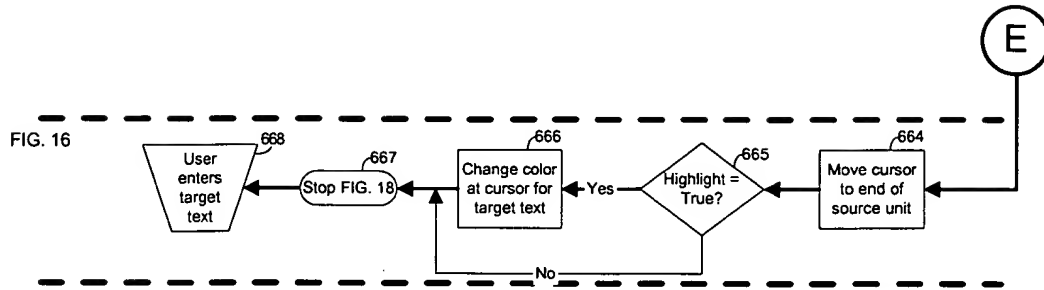 E
FIG. 16
668
User
enters
target
text
667
Stop FIG. 18
666
Change color
at cursor for
target text
Yes
665
Highlight =
True?
664
Move cursor
to end of
source unit
No